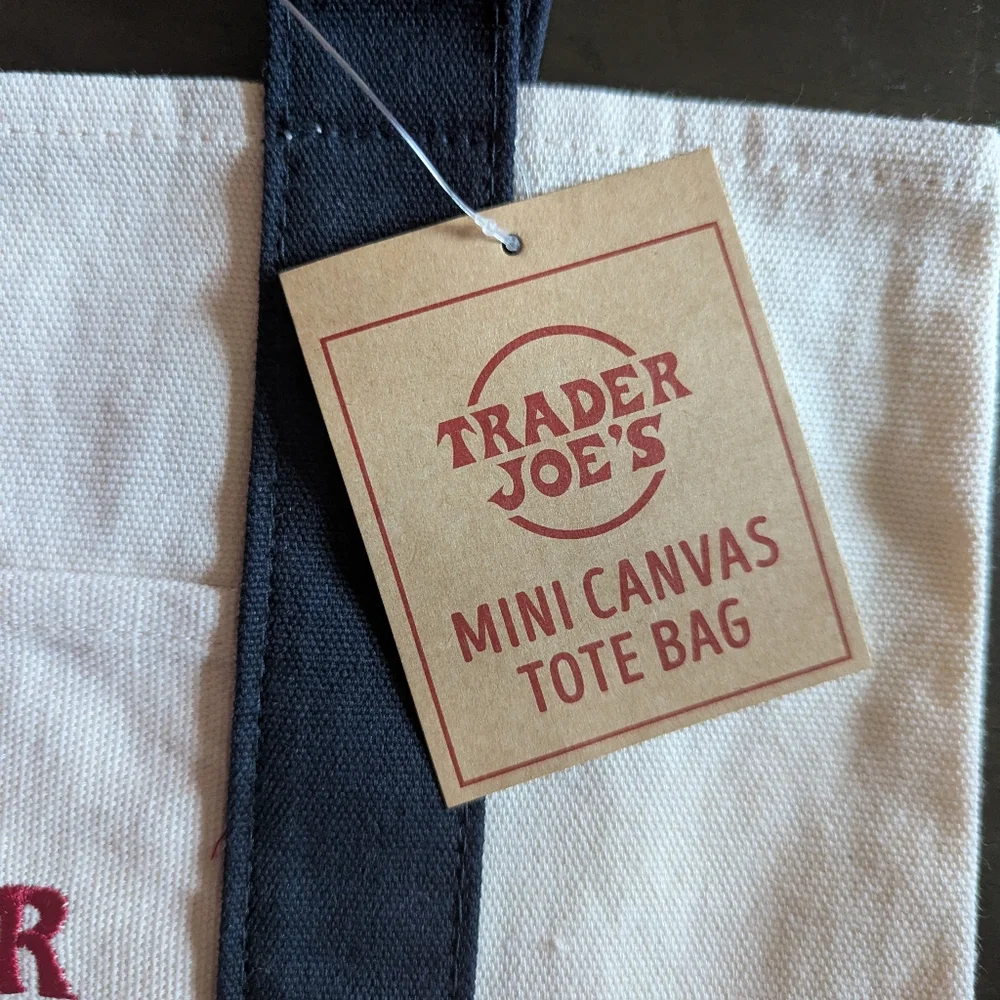 TRADER
JOE'S
MINI CANVAS
TOTE BAG
R